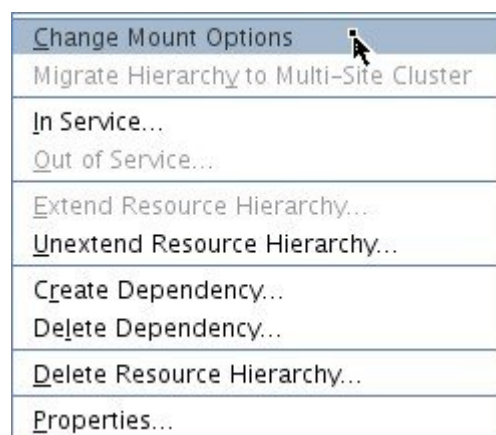 Change Mount Options
Migrate Hierarchy to Multi-Site Cluster
In Service...
Out of Service...
Extend Resource Hierarchy...
Unextend Resource Hierarchy...
Create Dependency...
Delete Dependency...
Delete Resource Hierarchy...
Properties...